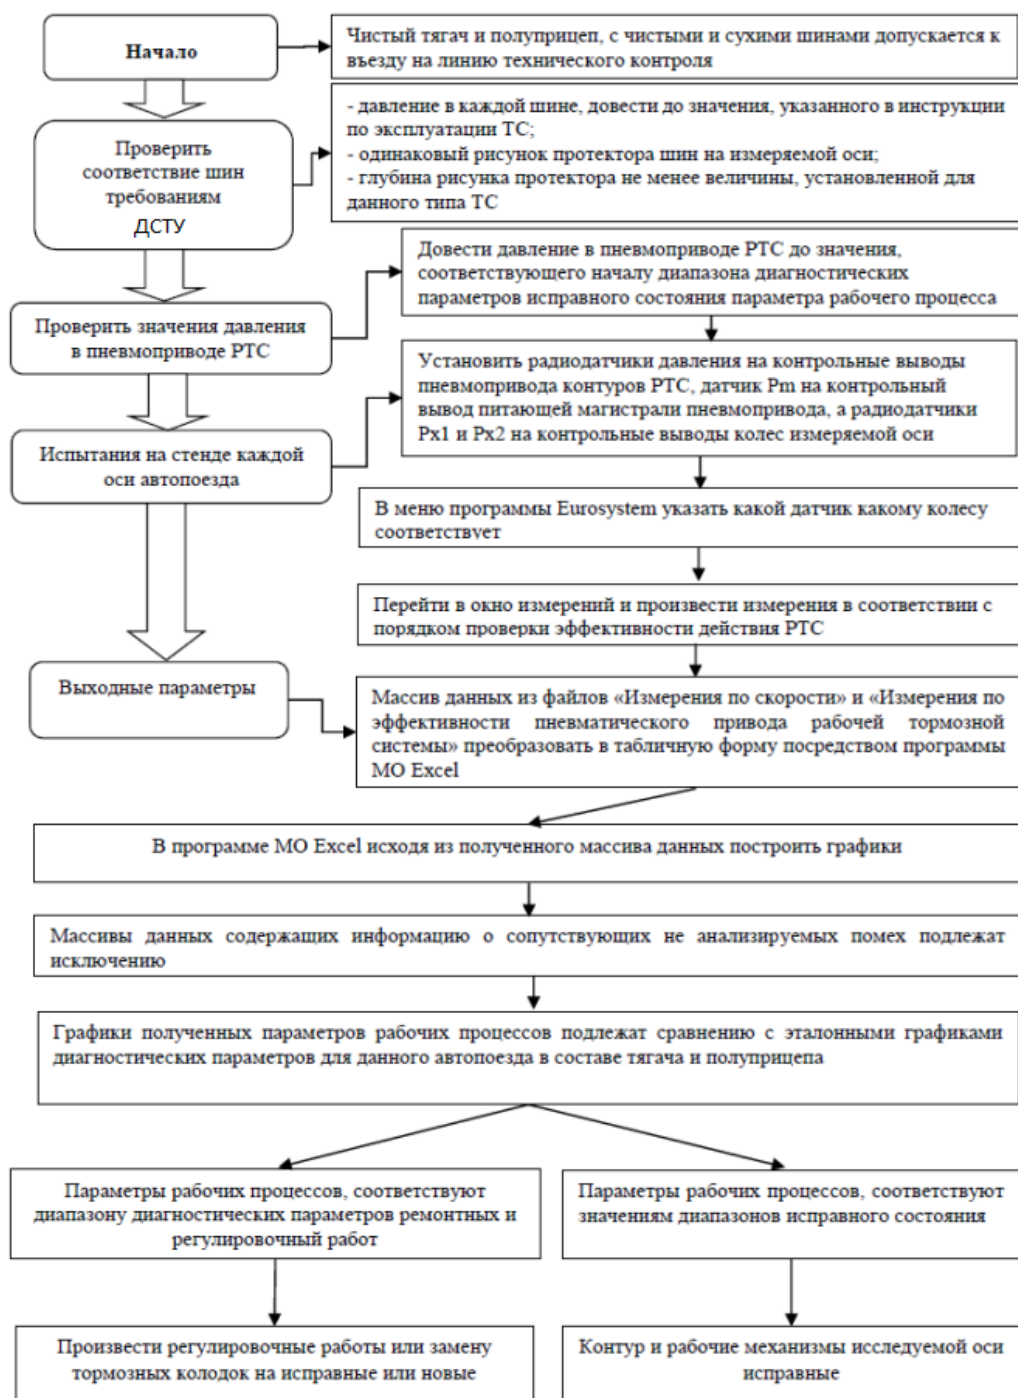 Начало
Чистый тягач и полуприцеп, с чистыми и сухими шинами допускается к
въезду на линию технического контроля
Проверить
соответствие шин
требованиям
ДСТУ
- давление в каждой шине, довести до значения, указанного в инструкции
по эксплуатации ТС;
- одинаковый рисунок протектора шин на измеряемой оси;
- глубина рисунка протектора не менее величины, установленной для
данного типа ТС
Проверить значения давления
в пневмоприводе РТС
Довести давление в пневмоприводе РТС до значения,
соответствующего началу диапазона диагностических
параметров исправного состояния параметра рабочего процесса
Испытания на стенде каждой
оси автопоезда
Установить радиодатчики давления на контрольные выводы
пневмопривода контуров РТС, датчик Pm на контрольный
вывод питающей магистрали пневмопривода, а радиодатчики
Px1 и Px2 на контрольные выводы колес измеряемой оси
В меню программы Eurosystem указать какой датчик какому колесу
соответствует
Перейти в окно измерений и произвести измерения в соответствии с
порядком проверки эффективности действия РТС
Выходные параметры
Массив данных из файлов «Измерения по скорости» и «Измерения по
эффективности пневматического привода рабочей тормозной
системы» преобразовать в табличную форму посредством программы
МО Excel
В программе МО Excel исходя из полученного массива данных построить графики
Массивы данных содержащих информацию о сопутствующих не анализируемых помех подлежат
исключению
Графики полученных параметров рабочих процессов подлежат сравнению с эталонными графиками
диагностических параметров для данного автопоезда в составе тягача и полуприцепа
Параметры рабочих процессов, соответствуют
диапазону диагностических параметров ремонтных и
регулировочный работ
Параметры рабочих процессов, соответствуют
значениям диапазонов исправного состояния
Произвести регулировочные работы или замену
тормозных колодок на исправные или новые
Контур и рабочие механизмы исследуемой оси
исправные